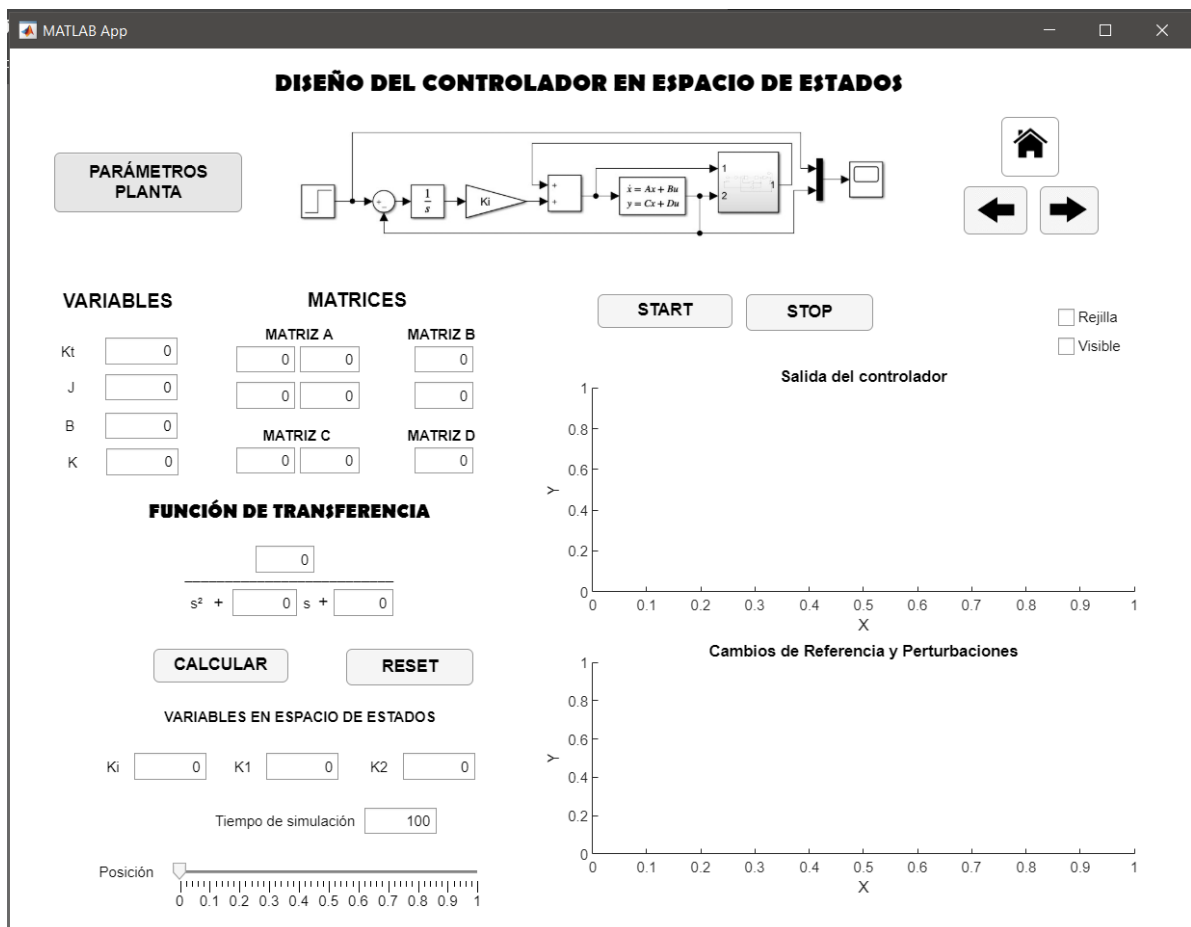 MATLAB App
DISEÑO DEL CONTROLADOR EN ESPACIO DE ESTADOS
PARÁMETROS
PLANTA
1
s
Ki
+
-
+
+
ẋ = Ax + Bu
y = Cx + Du
1
2
1
VARIABLES
Kt 0
J 0
B 0
K 0
MATRICES
MATRIZ A MATRIZ B
0 0 0
0 0 0
MATRIZ C MATRIZ D
0 0 0
FUNCIÓN DE TRANSFERENCIA
0
s² + 0 s + 0
CALCULAR RESET
VARIABLES EN ESPACIO DE ESTADOS
Ki 0 K1 0 K2 0
Tiempo de simulación 100
Posición
0 0.1 0.2 0.3 0.4 0.5 0.6 0.7 0.8 0.9 1
START STOP
Rejilla
Visible
Salida del controlador
1
0.8
0.6
Y
0.4
0.2
0
0 0.1 0.2 0.3 0.4 0.5 0.6 0.7 0.8 0.9 1
X
Cambios de Referencia y Perturbaciones
1
0.8
0.6
Y
0.4
0.2
0
0 0.1 0.2 0.3 0.4 0.5 0.6 0.7 0.8 0.9 1
X